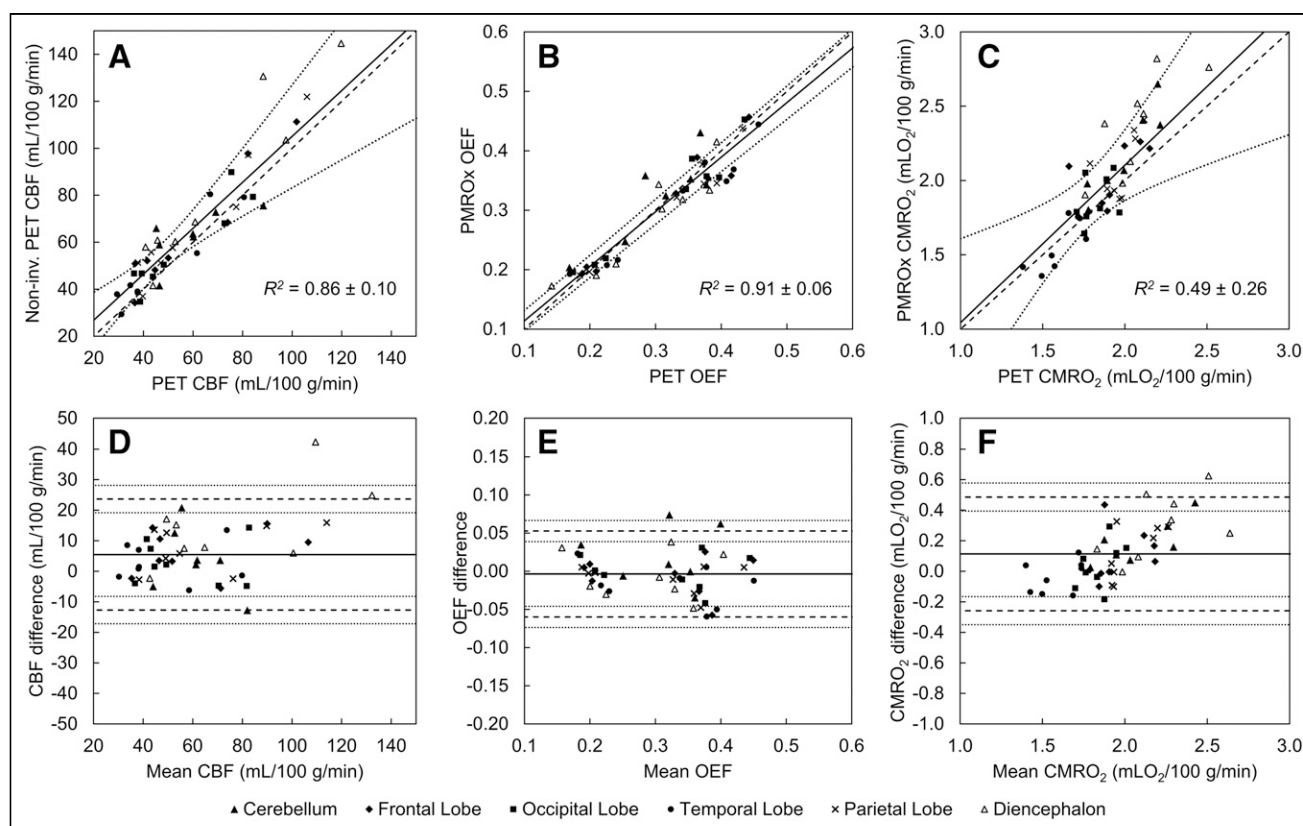 A
Non-inv. PET CBF (mL/100 g/min)
140
120
100
80
60
40
20
20 40 60 80 100 120 140
PET CBF (mL/100 g/min)
R² = 0.86 ± 0.10
B
PMROx OEF
0.6
0.5
0.4
0.3
0.2
0.1
0.1 0.2 0.3 0.4 0.5 0.6
PET OEF
R² = 0.91 ± 0.06
C
PMROx CMRO₂ (mLO₂/100 g/min)
3.0
2.5
2.0
1.5
1.0
1.0 1.5 2.0 2.5 3.0
PET CMRO₂ (mLO₂/100 g/min)
R² = 0.49 ± 0.26
D
CBF difference (mL/100 g/min)
50
40
30
20
10
0
-10
-20
-30
-40
-50
20 40 60 80 100 120 140
Mean CBF (mL/100 g/min)
E
OEF difference
0.20
0.15
0.10
0.05
0.00
-0.05
-0.10
-0.15
-0.20
0.1 0.2 0.3 0.4 0.5 0.6
Mean OEF
F
CMRO₂ difference (mLO₂/100 g/min)
1.0
0.8
0.6
0.4
0.2
0.0
-0.2
-0.4
-0.6
-0.8
-1.0
1.0 1.5 2.0 2.5 3.0
Mean CMRO₂ (mLO₂/100 g/min)
Cerebellum Frontal Lobe Occipital Lobe Temporal Lobe Parietal Lobe Diencephalon